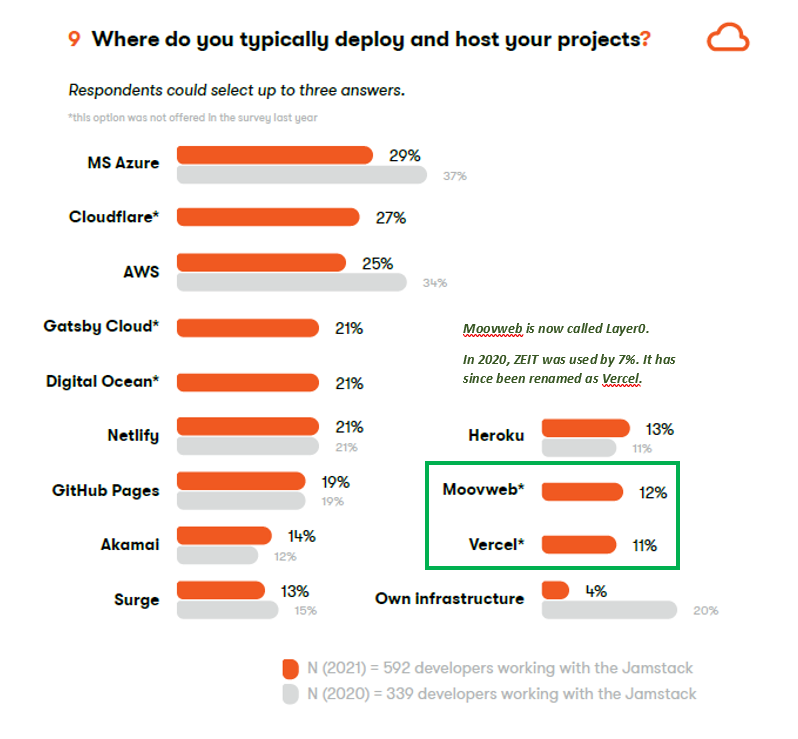 9 Where do you typically deploy and host your projects?
Respondents could select up to three answers.
*this option was not offered in the survey last year
MS Azure 29%
37%
Cloudflare* 27%
AWS 25%
34%
Gatsby Cloud* 21%
Digital Ocean* 21%
Netlify 21%
21%
GitHub Pages 19%
19%
Akamai 14%
12%
Surge 13%
15%
Moovweb is now called Layer0.
In 2020, ZEIT was used by 7%. It has
since been renamed as Vercel.
Heroku 13%
11%
Moovweb* 12%
Vercel* 11%
Own infrastructure 4%
20%
N (2021) = 592 developers working with the Jamstack
N (2020) = 339 developers working with the Jamstack